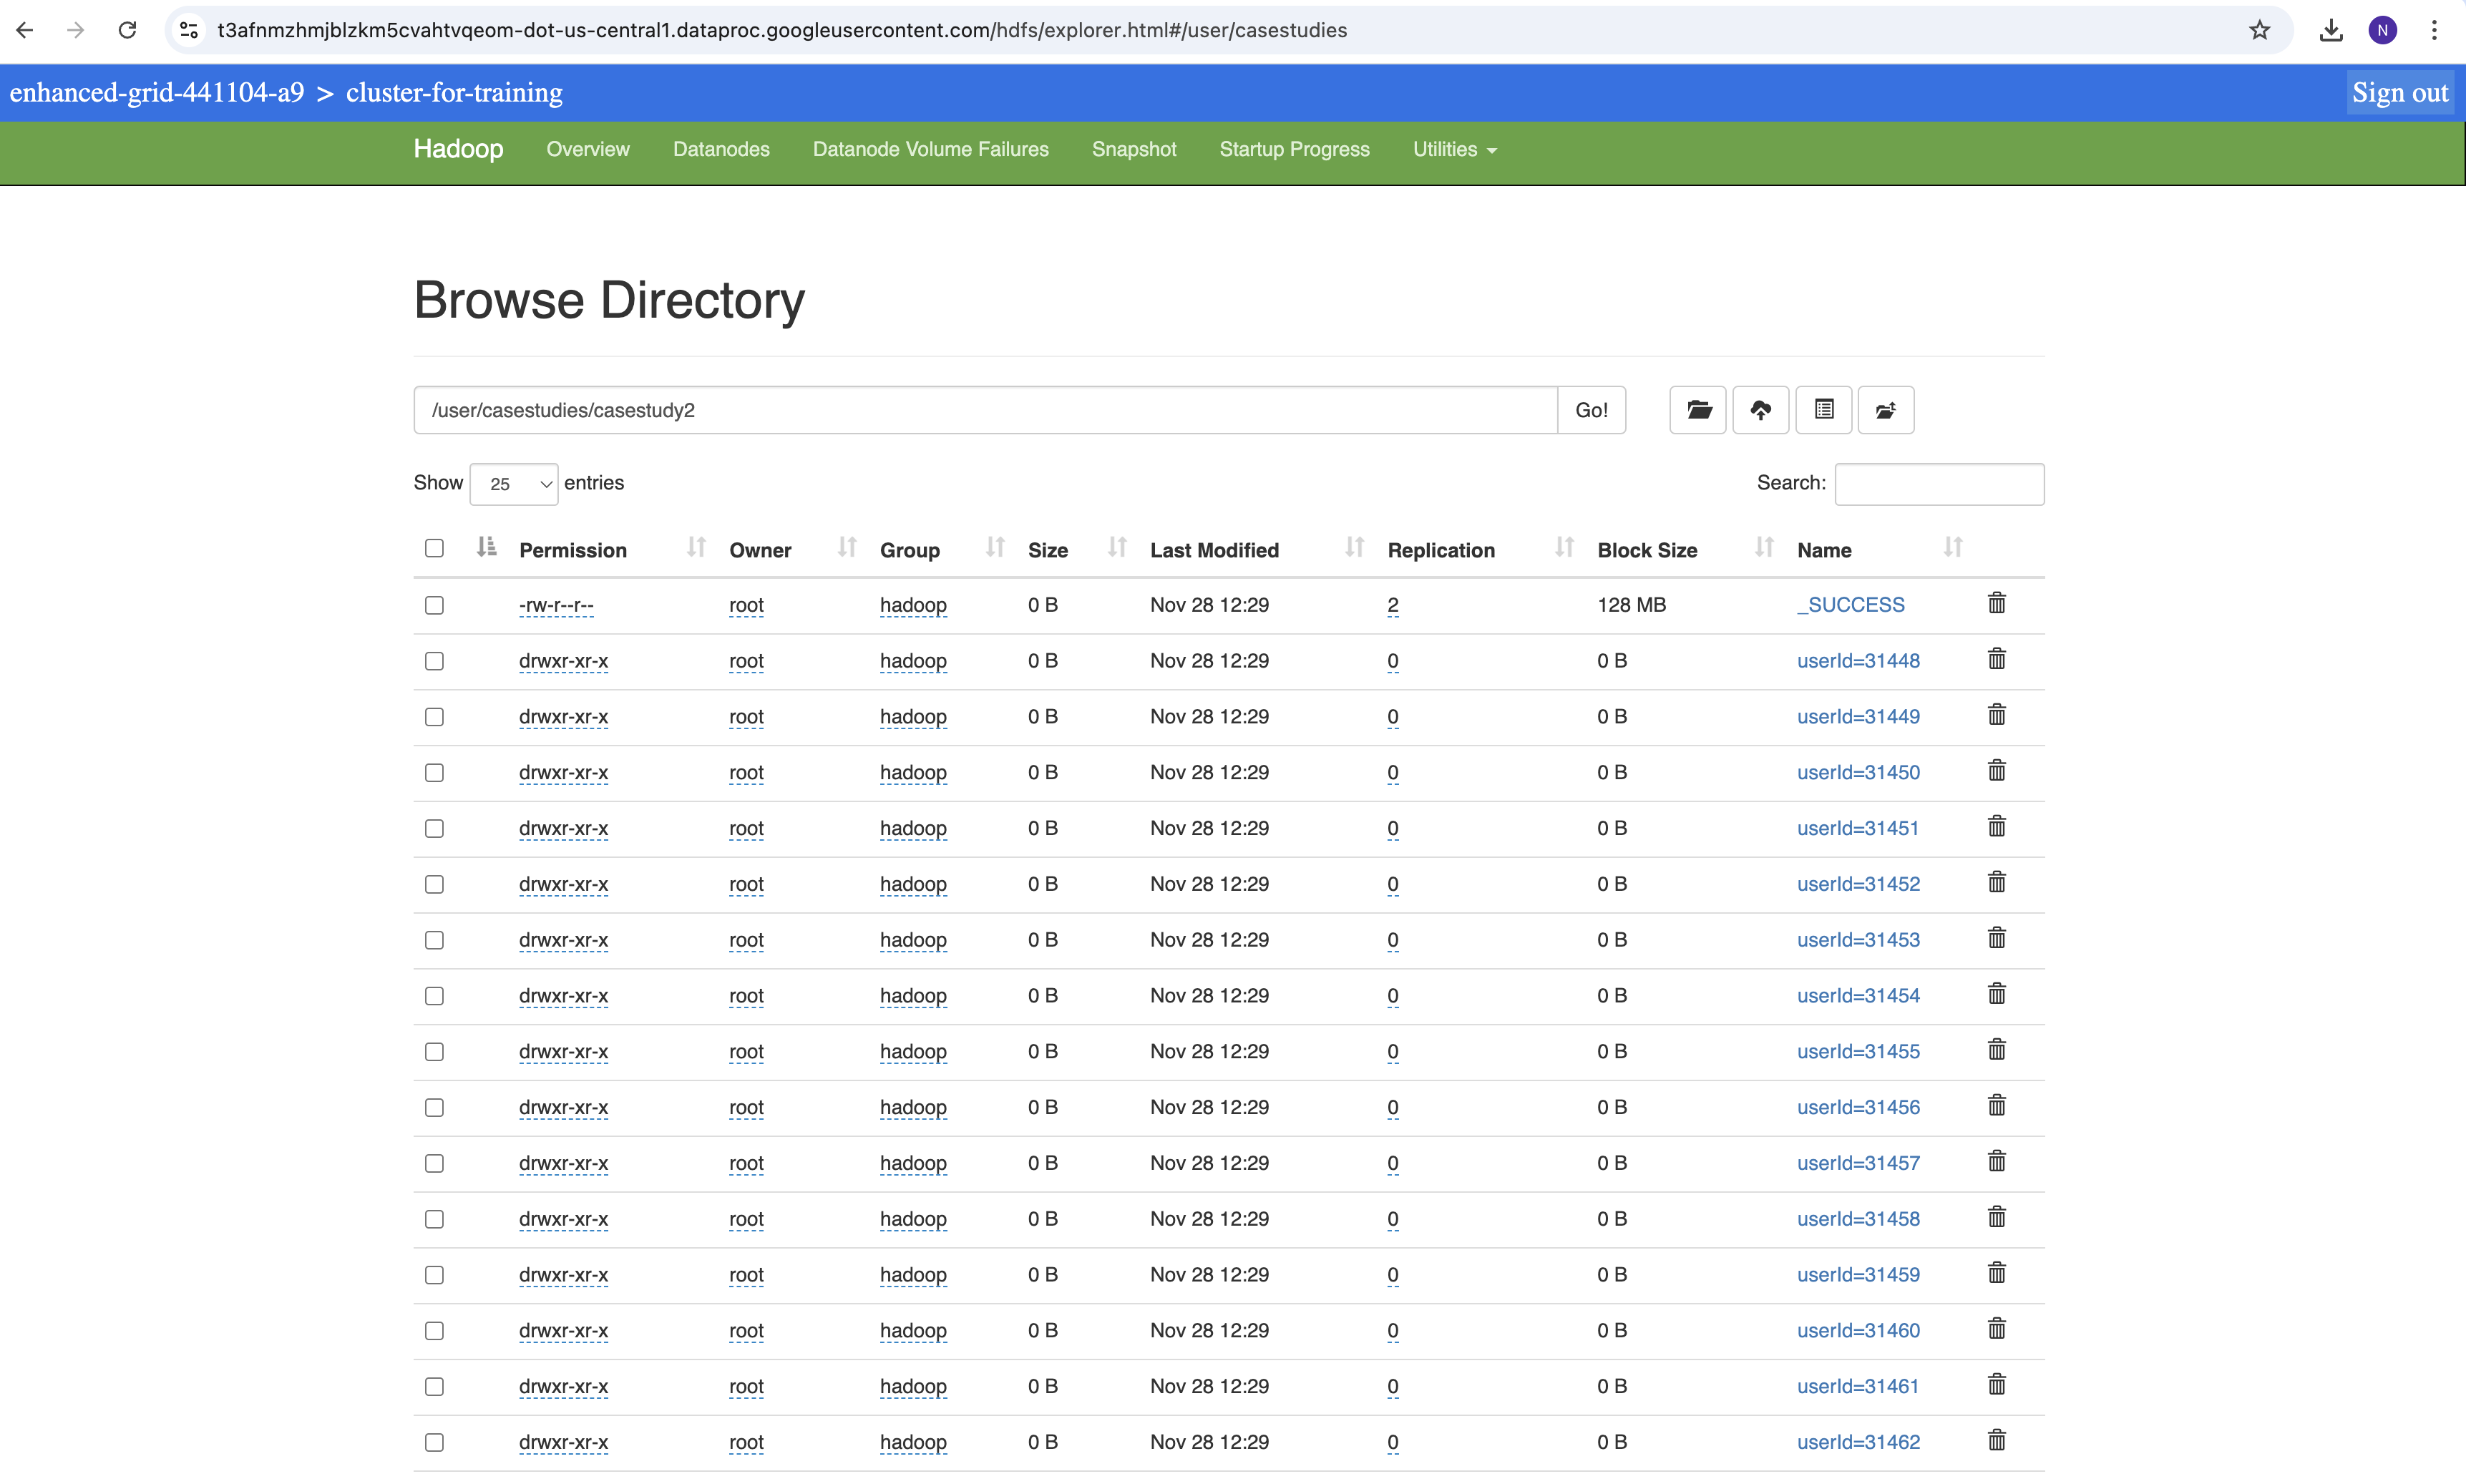 t3afnmzhmjblzkm5cvahtvqeom-dot-us-central1.dataproc.googleusercontent.com/hdfs/explorer.html#/user/casestudies
N
enhanced-grid-441104-a9 > cluster-for-training
Sign out
Hadoop Overview Datanodes Datanode Volume Failures Snapshot Startup Progress Utilities
Browse Directory
/user/casestudies/casestudy2 Go!
Show 25 entries Search:
Permission Owner Group Size Last Modified Replication Block Size Name
-rw-r--r-- root hadoop 0 B Nov 28 12:29 2 128 MB _SUCCESS
drwxr-xr-x root hadoop 0 B Nov 28 12:29 0 0 B userId=31448
drwxr-xr-x root hadoop 0 B Nov 28 12:29 0 0 B userId=31449
drwxr-xr-x root hadoop 0 B Nov 28 12:29 0 0 B userId=31450
drwxr-xr-x root hadoop 0 B Nov 28 12:29 0 0 B userId=31451
drwxr-xr-x root hadoop 0 B Nov 28 12:29 0 0 B userId=31452
drwxr-xr-x root hadoop 0 B Nov 28 12:29 0 0 B userId=31453
drwxr-xr-x root hadoop 0 B Nov 28 12:29 0 0 B userId=31454
drwxr-xr-x root hadoop 0 B Nov 28 12:29 0 0 B userId=31455
drwxr-xr-x root hadoop 0 B Nov 28 12:29 0 0 B userId=31456
drwxr-xr-x root hadoop 0 B Nov 28 12:29 0 0 B userId=31457
drwxr-xr-x root hadoop 0 B Nov 28 12:29 0 0 B userId=31458
drwxr-xr-x root hadoop 0 B Nov 28 12:29 0 0 B userId=31459
drwxr-xr-x root hadoop 0 B Nov 28 12:29 0 0 B userId=31460
drwxr-xr-x root hadoop 0 B Nov 28 12:29 0 0 B userId=31461
drwxr-xr-x root hadoop 0 B Nov 28 12:29 0 0 B userId=31462